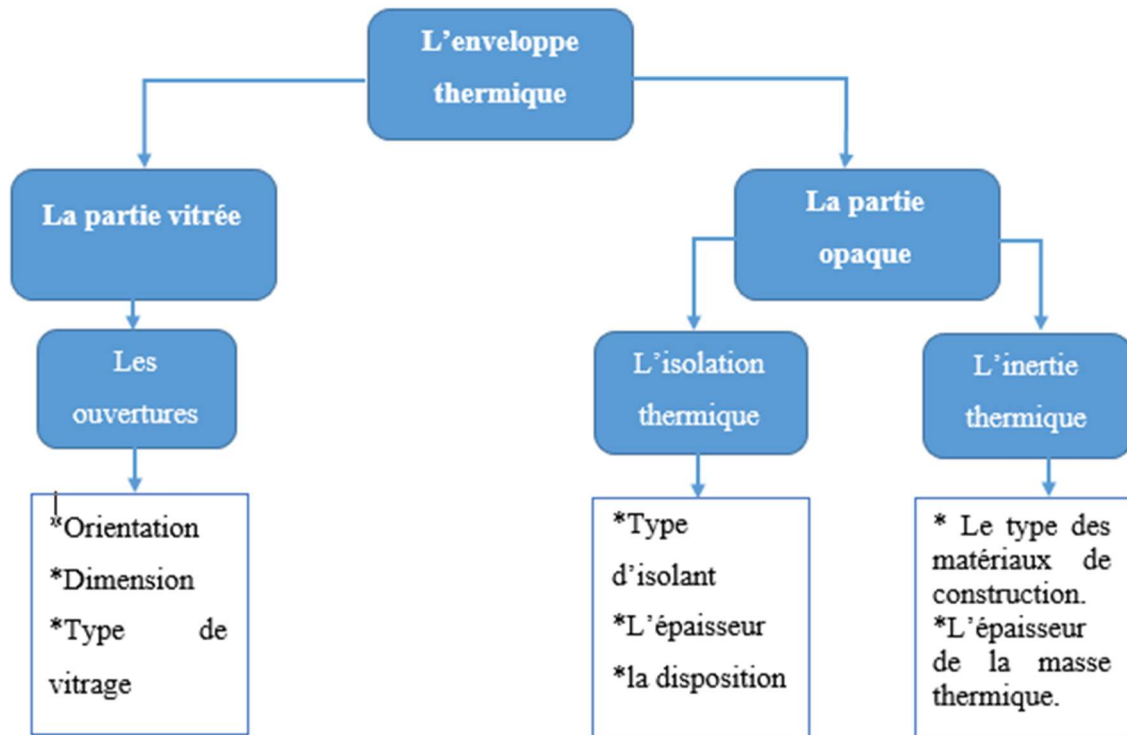 L’enveloppe
thermique
La partie vitrée
La partie
opaque
Les
ouvertures
L’isolation
thermique
L’inertie
thermique
*Orientation
*Dimension
*Type de
vitrage
*Type
d’isolant
*L’épaisseur
*la disposition
* Le type des
matériaux de
construction.
*L’épaisseur
de la masse
thermique.